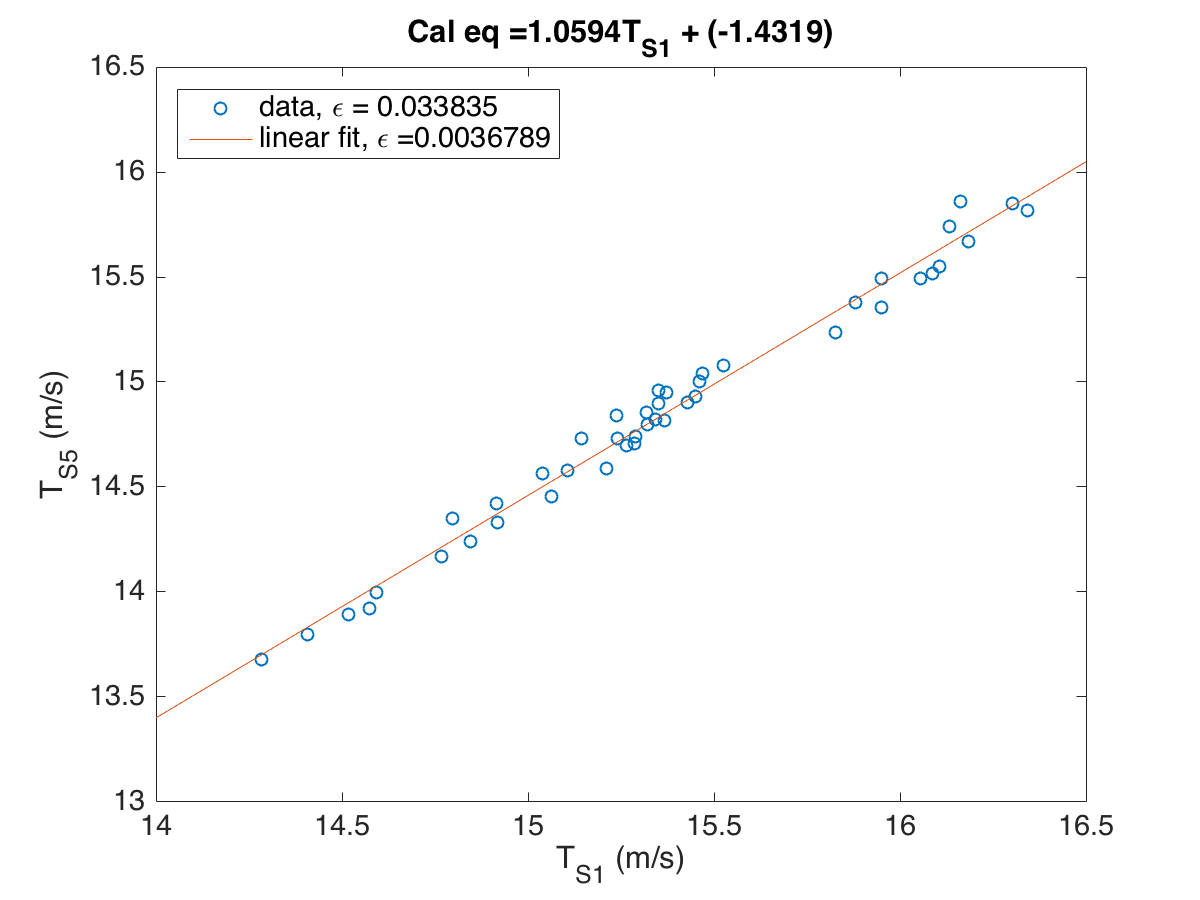 Cal eq =1.0594T_S1 + (-1.4319)
16.5
data, ϵ = 0.033835
linear fit, ϵ =0.0036789
16
15.5
15
T_S5 (m/s)
14.5
14
13.5
13
14 14.5 15 15.5 16 16.5
T_S1 (m/s)